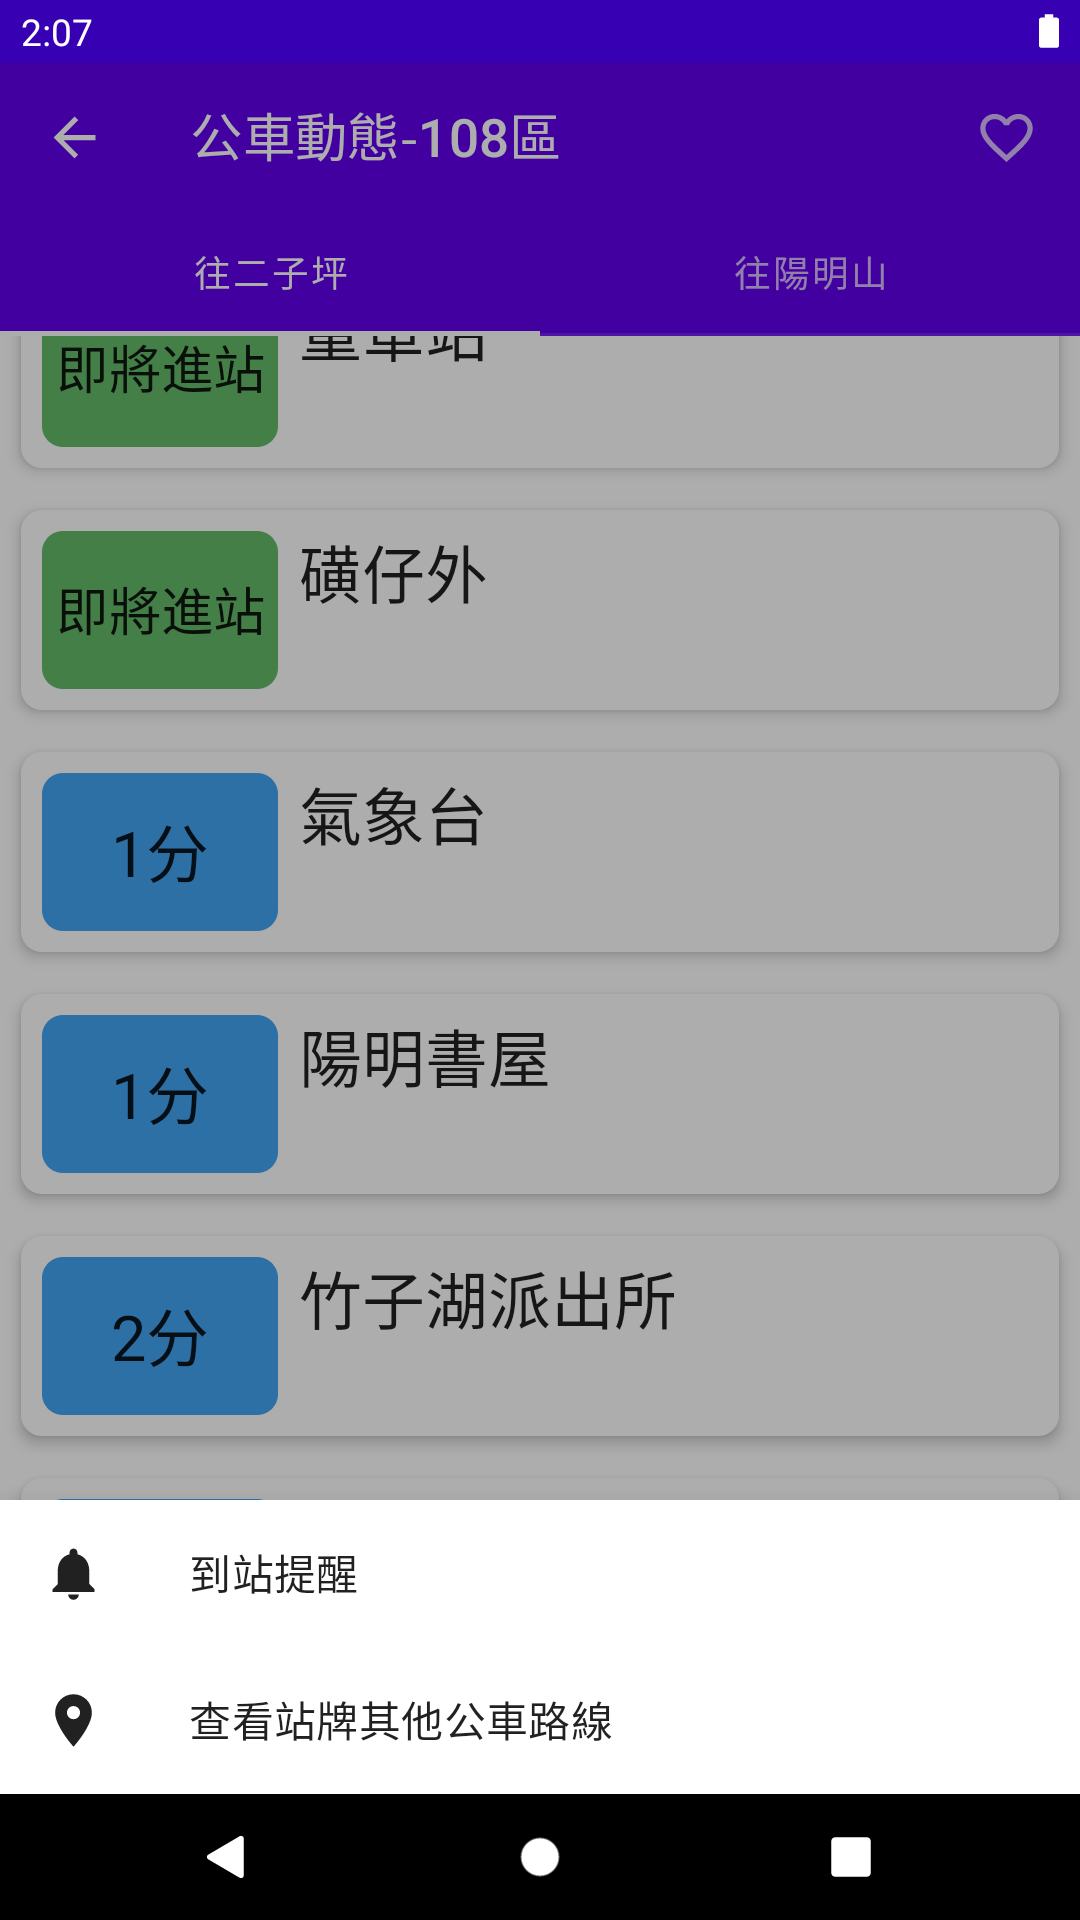 2:07
公車動態-108區
往二子坪
往陽明山
即將進站
即將進站
磺仔外
1分
氣象台
1分
陽明書屋
2分
竹子湖派出所
到站提醒
查看站牌其他公車路線